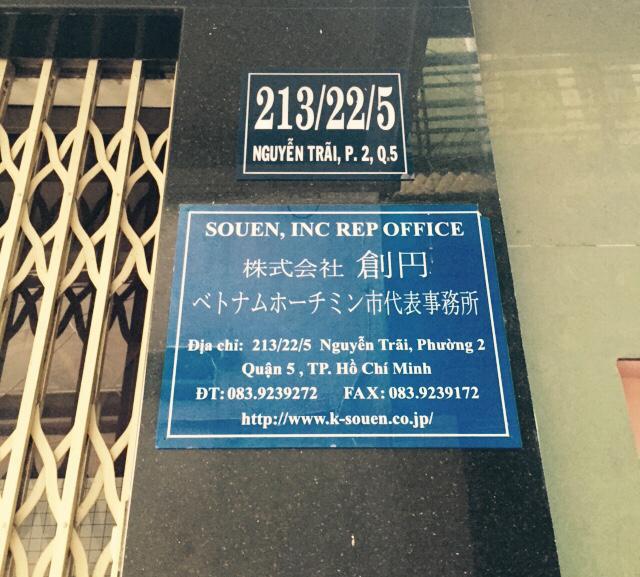 213/22/5
NGUYỄN TRÃI, P. 2, Q.5
SOUEN, INC REP OFFICE
株式会社 創円
ベトナムホーチミン市代表事務所
Địa chỉ: 213/22/5 Nguyễn Trãi, Phường 2
Quận 5 , TP. Hồ Chí Minh
ĐT: 083.9239272 FAX: 083.9239172
http://www.k-souen.co.jp/